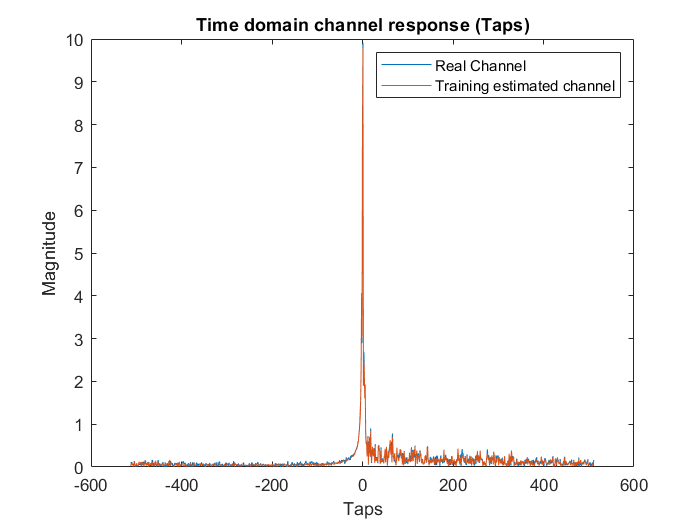 Time domain channel response (Taps)
Real Channel
Training estimated channel
Magnitude
10
9
8
7
6
5
4
3
2
1
0
-600 -400 -200 0 200 400 600
Taps